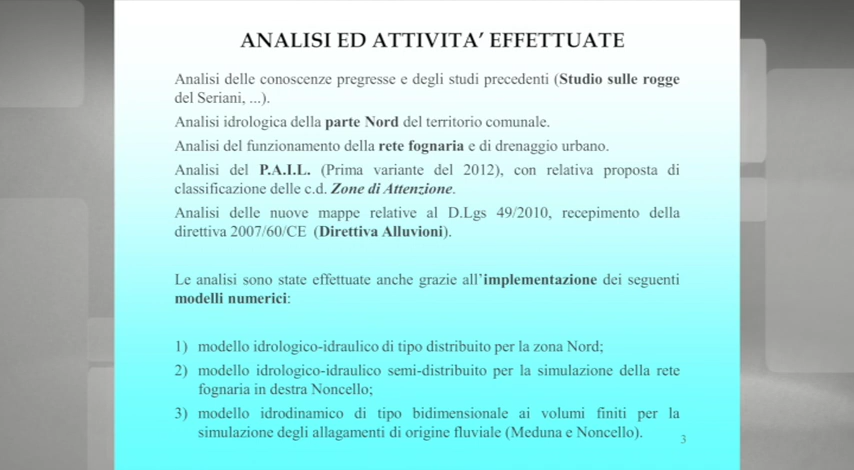 ANALISI ED ATTIVITA' EFFETTUATE
Analisi delle conoscenze pregresse e degli studi precedenti (Studio sulle rogge
del Seriani, ...).
Analisi idrologica della parte Nord del territorio comunale.
Analisi del funzionamento della rete fognaria e di drenaggio urbano.
Analisi del P.A.I.L. (Prima variante del 2012), con relativa proposta di
classificazione delle c.d. Zone di Attenzione.
Analisi delle nuove mappe relative al D.Lgs 49/2010, recepimento della
direttiva 2007/60/CE (Direttiva Alluvioni).
Le analisi sono state effettuate anche grazie all'implementazione dei seguenti
modelli numerici:
1) modello idrologico-idraulico di tipo distribuito per la zona Nord;
2) modello idrologico-idraulico semi-distribuito per la simulazione della rete
fognaria in destra Noncello;
3) modello idrodinamico di tipo bidimensionale ai volumi finiti per la
simulazione degli allagamenti di origine fluviale (Meduna e Noncello).
3